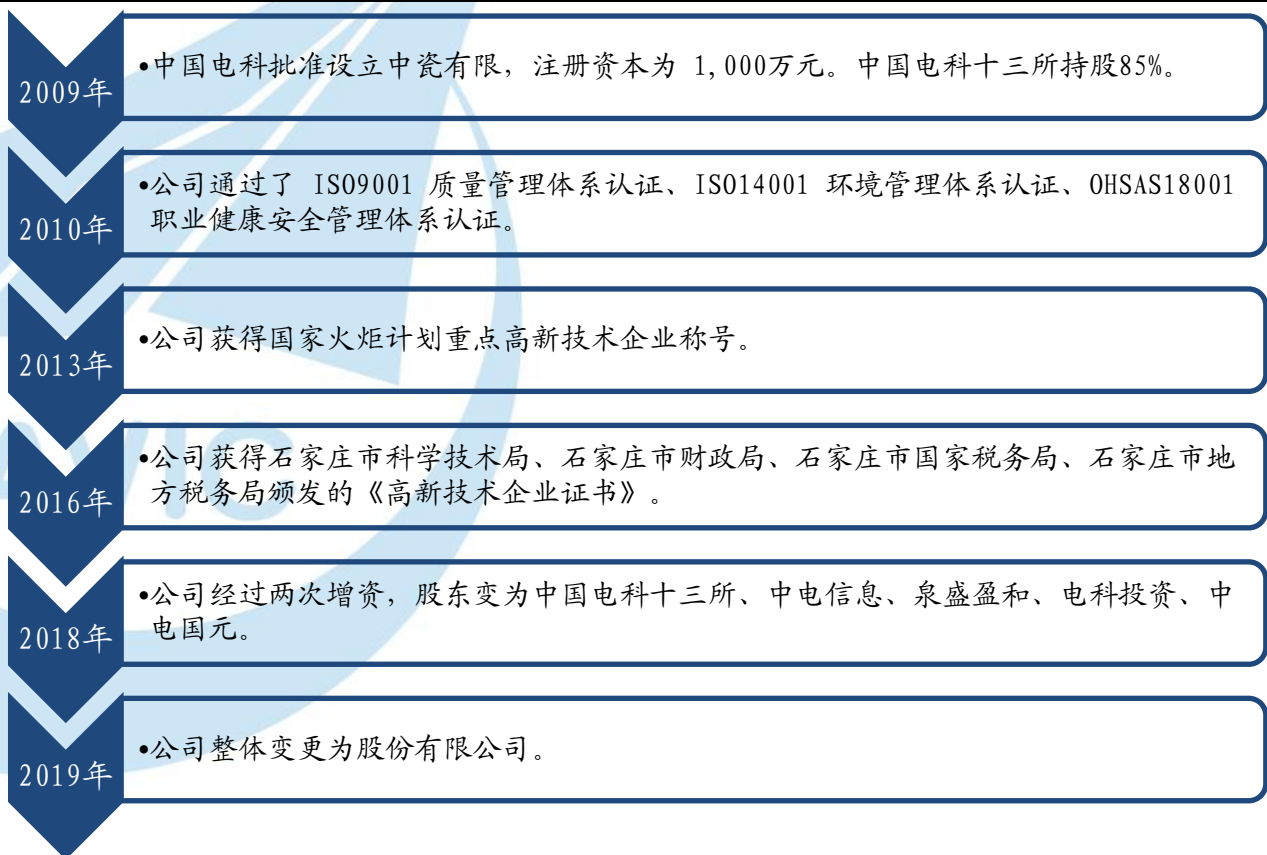 2009年
•中国电科批准设立中瓷有限，注册资本为 1,000万元。中国电科十三所持股85%。
2010年
•公司通过了 ISO9001 质量管理体系认证、ISO14001 环境管理体系认证、OHSAS18001
职业健康安全管理体系认证。
2013年
•公司获得国家火炬计划重点高新技术企业称号。
2016年
•公司获得石家庄市科学技术局、石家庄市财政局、石家庄市国家税务局、石家庄市地
方税务局颁发的《高新技术企业证书》。
2018年
•公司经过两次增资，股东变为中国电科十三所、中电信息、泉盛盈和、电科投资、中
电国元。
2019年
•公司整体变更为股份有限公司。
AVIC